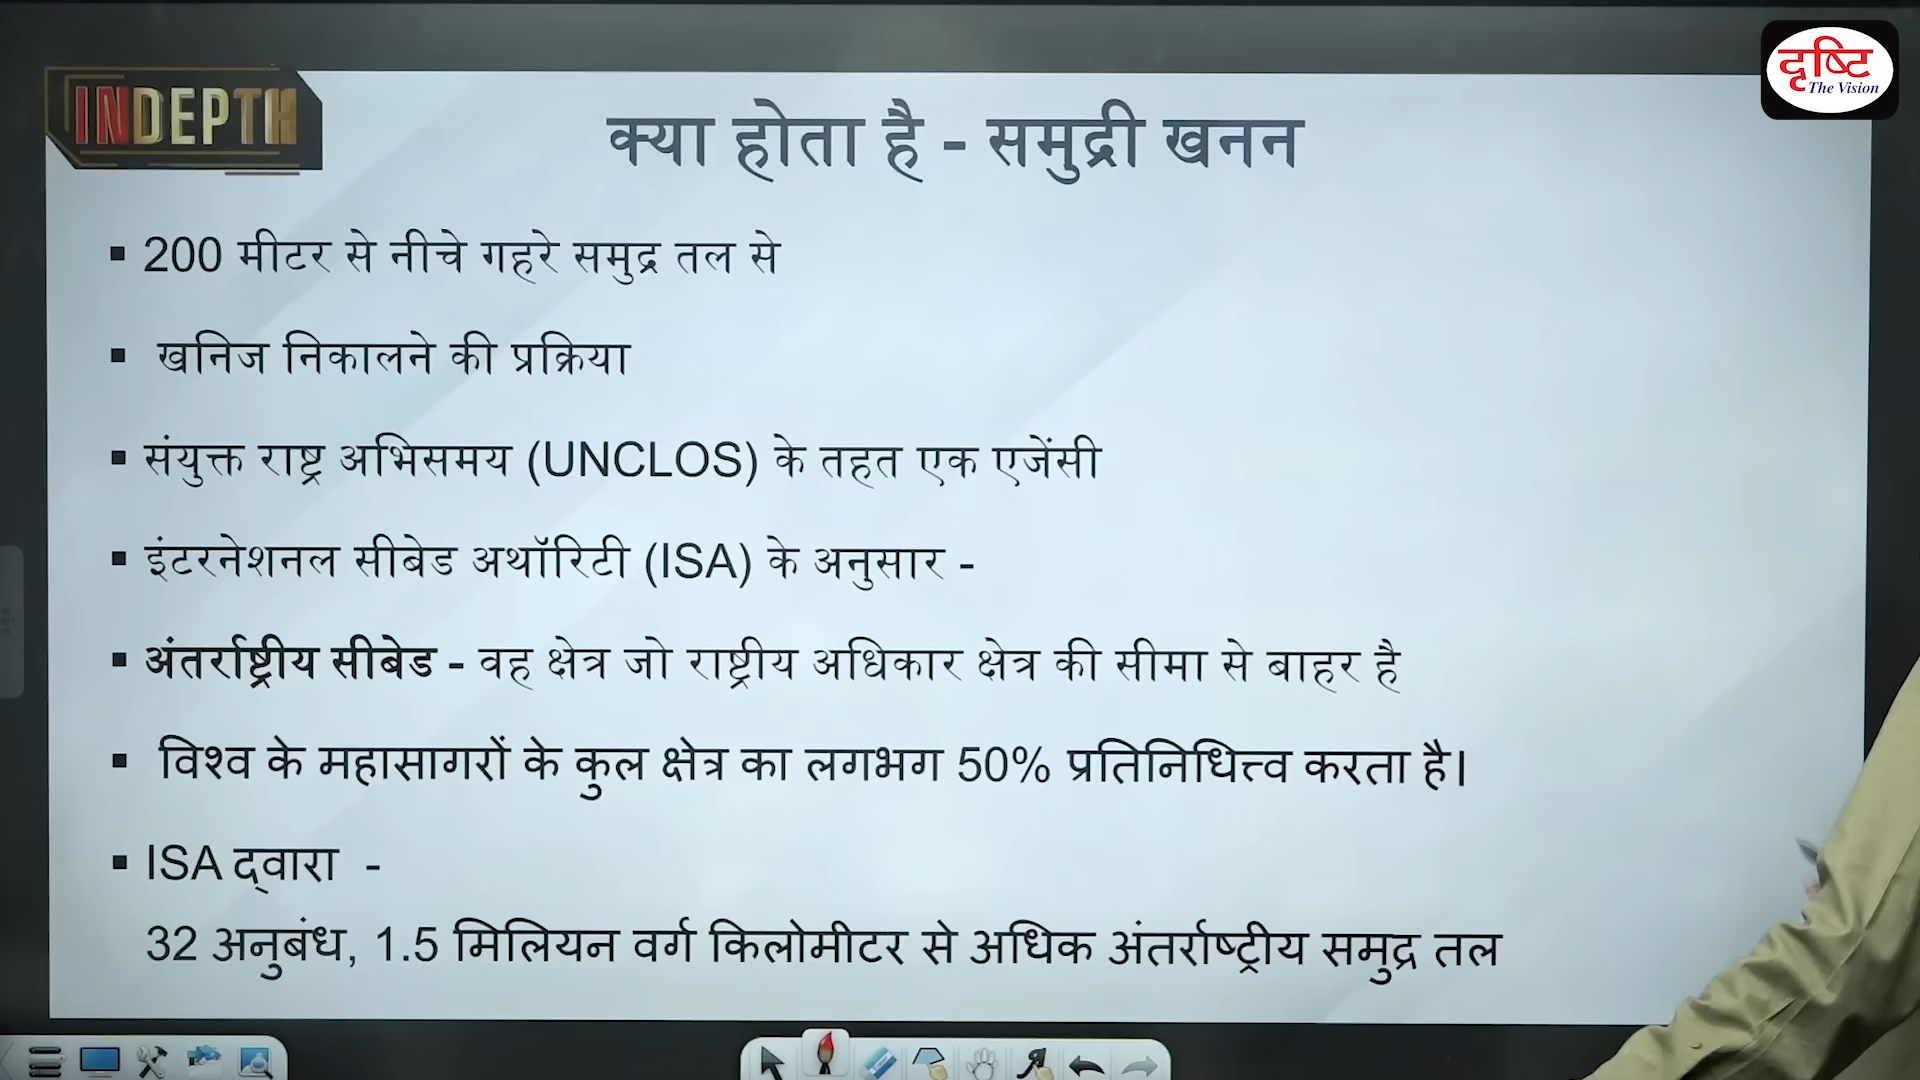 INDEPTH
दृष्टि
The Vision
क्या होता है - समुद्री खनन
▪ 200 मीटर से नीचे गहरे समुद्र तल से
▪ खनिज निकालने की प्रक्रिया
▪ संयुक्त राष्ट्र अभिसमय (UNCLOS) के तहत एक एजेंसी
▪ इंटरनेशनल सीबेड अथॉरिटी (ISA) के अनुसार -
▪ अंतर्राष्ट्रीय सीबेड - वह क्षेत्र जो राष्ट्रीय अधिकार क्षेत्र की सीमा से बाहर है
▪ विश्व के महासागरों के कुल क्षेत्र का लगभग 50% प्रतिनिधित्त्व करता है।
▪ ISA द्वारा -
32 अनुबंध, 1.5 मिलियन वर्ग किलोमीटर से अधिक अंतर्राष्ट्रीय समुद्र तल